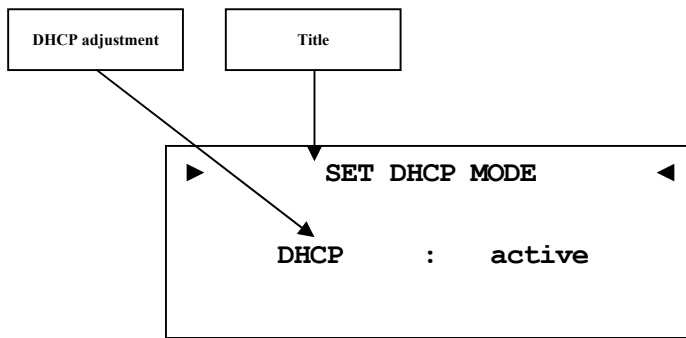 DHCP adjustment
Title
► SET DHCP MODE ◄
DHCP : active